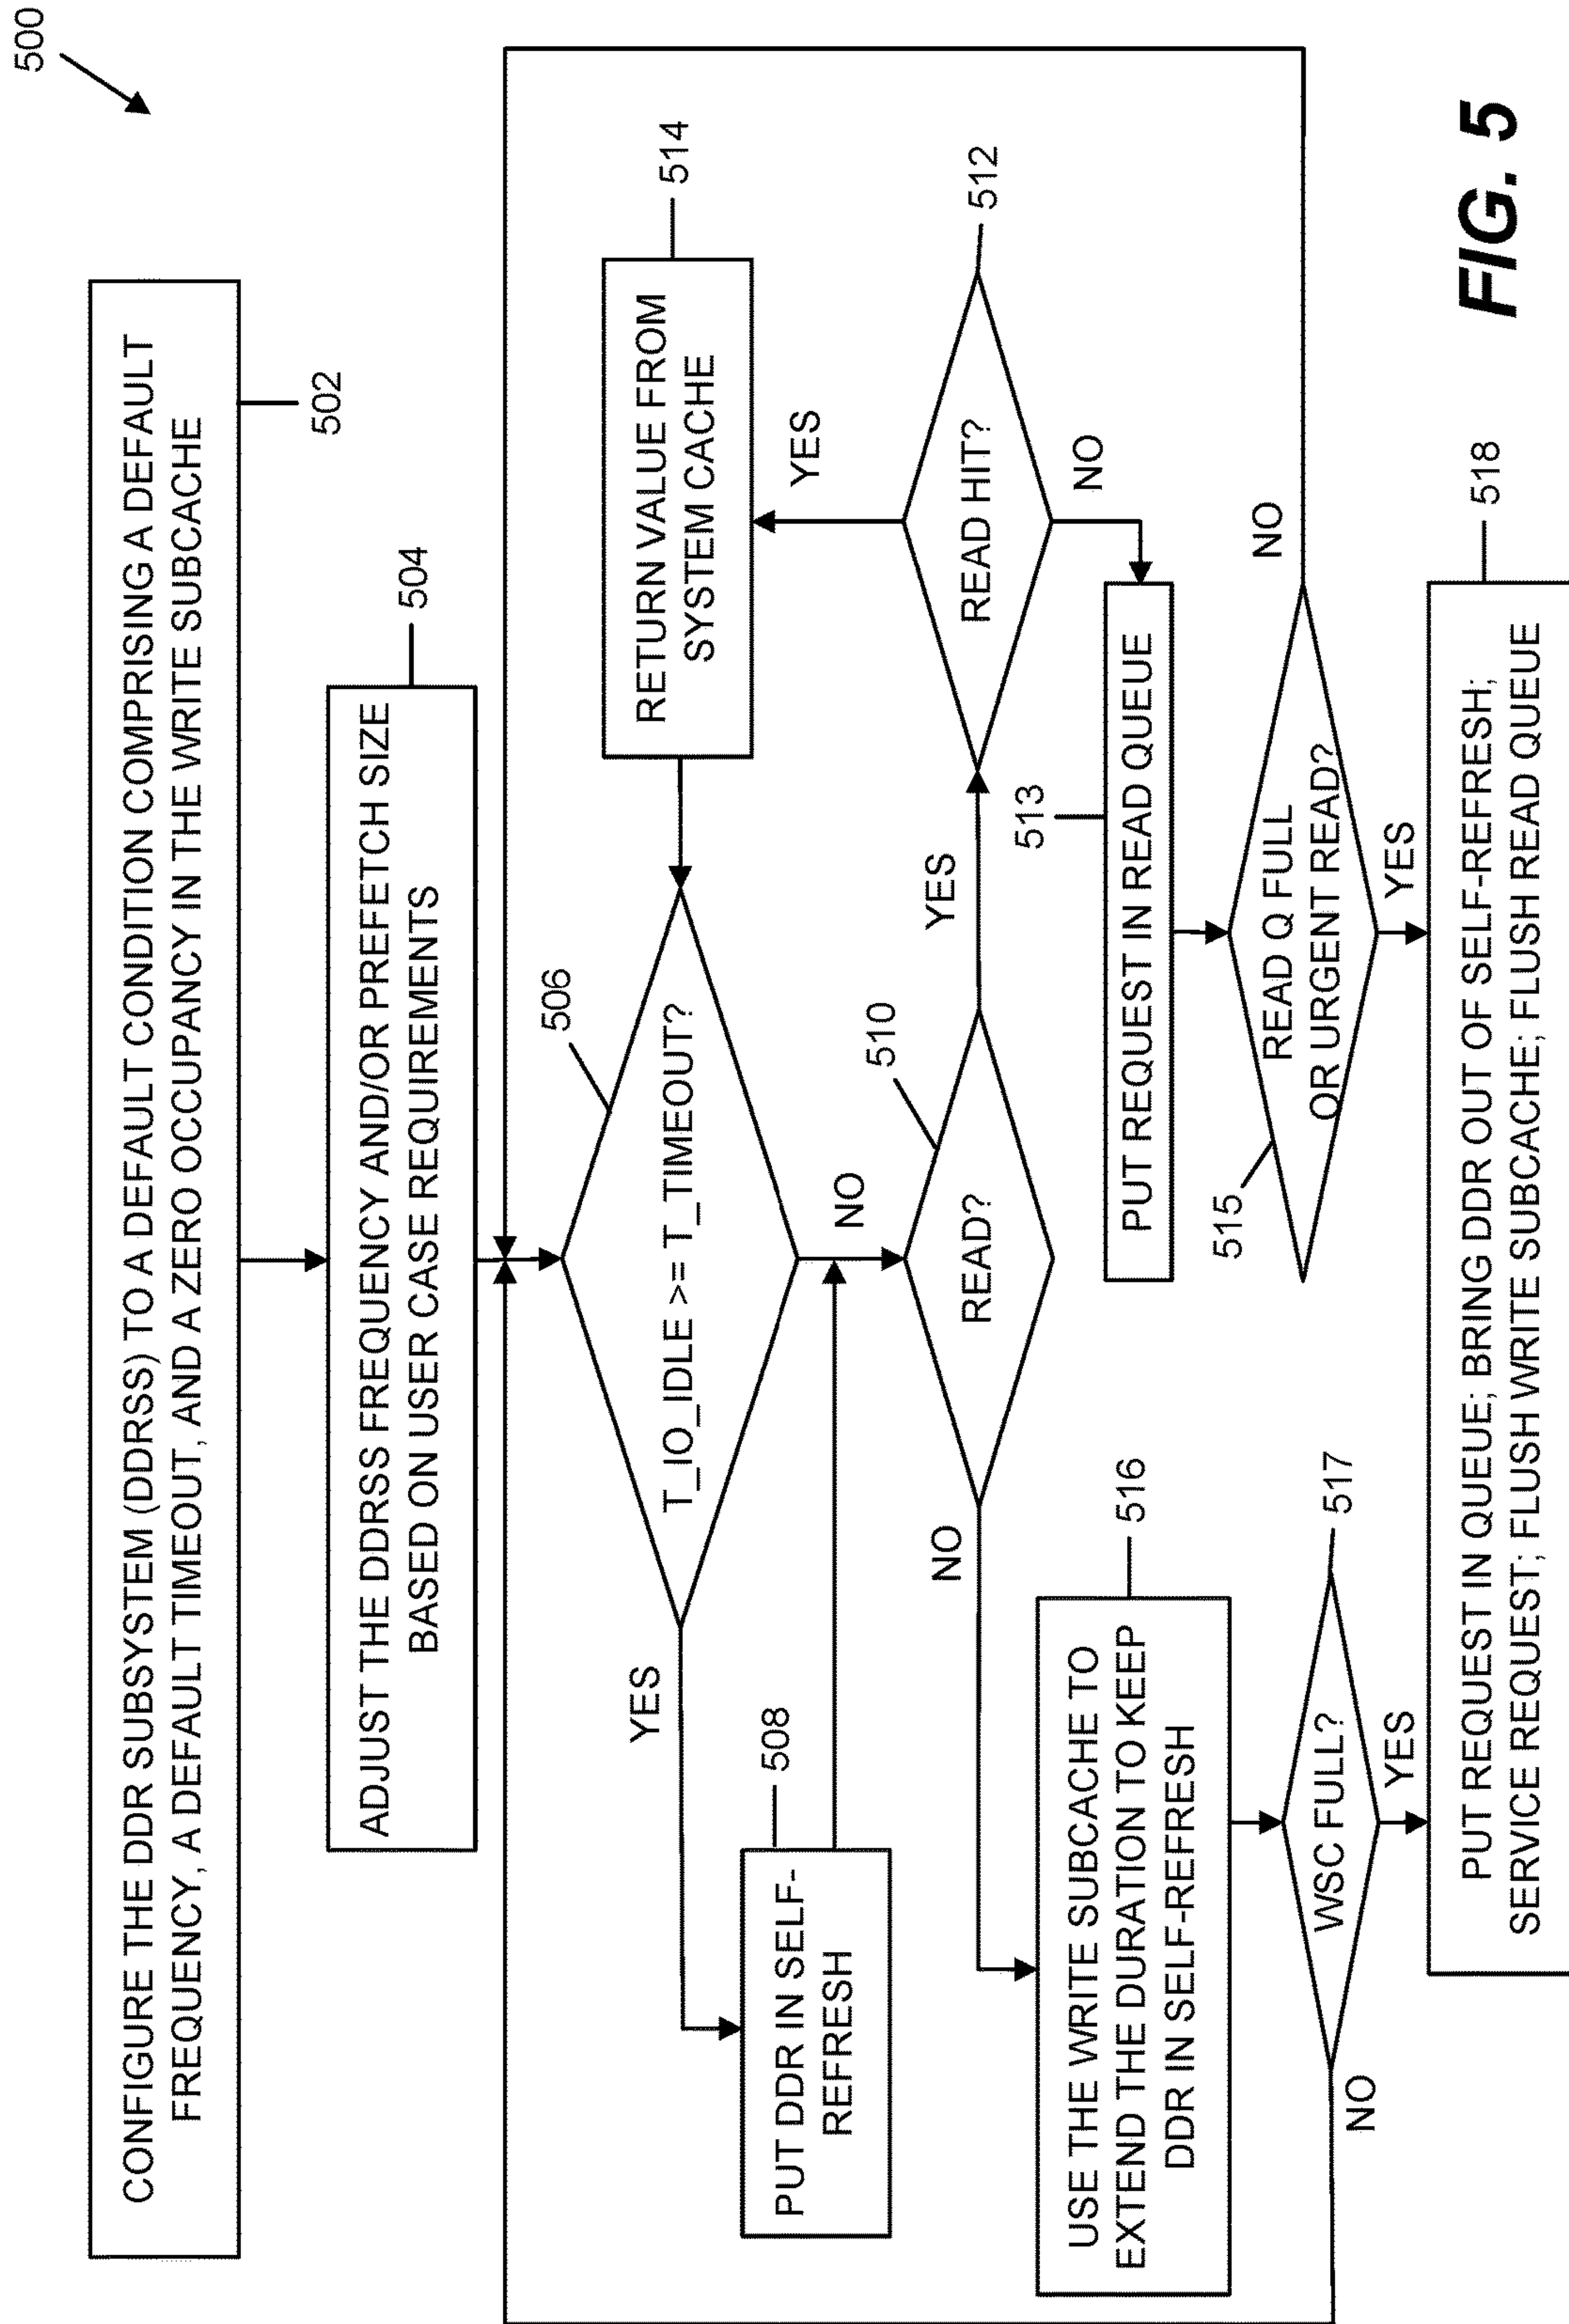 500
CONFIGURE THE DDR SUBSYSTEM (DDRSS) TO A DEFAULT CONDITION COMPRISING A DEFAULT
FREQUENCY, A DEFAULT TIMEOUT, AND A ZERO OCCUPANCY IN THE WRITE SUBCACHE
502
504
ADJUST THE DDRSS FREQUENCY AND/OR PREFETCH SIZE
BASED ON USER CASE REQUIREMENTS
506
T_IO_IDLE >= T_TIMEOUT?
YES
NO
508
PUT DDR IN SELF-
REFRESH
514
RETURN VALUE FROM
SYSTEM CACHE
YES
510
READ?
YES
NO
512
READ HIT?
NO
513
PUT REQUEST IN READ QUEUE
515
READ Q FULL
OR URGENT READ?
NO
YES
516
USE THE WRITE SUBCACHE TO
EXTEND THE DURATION TO KEEP
DDR IN SELF-REFRESH
517
WSC FULL?
NO
YES
518
PUT REQUEST IN QUEUE; BRING DDR OUT OF SELF-REFRESH;
SERVICE REQUEST; FLUSH WRITE SUBCACHE; FLUSH READ QUEUE
FIG. 5